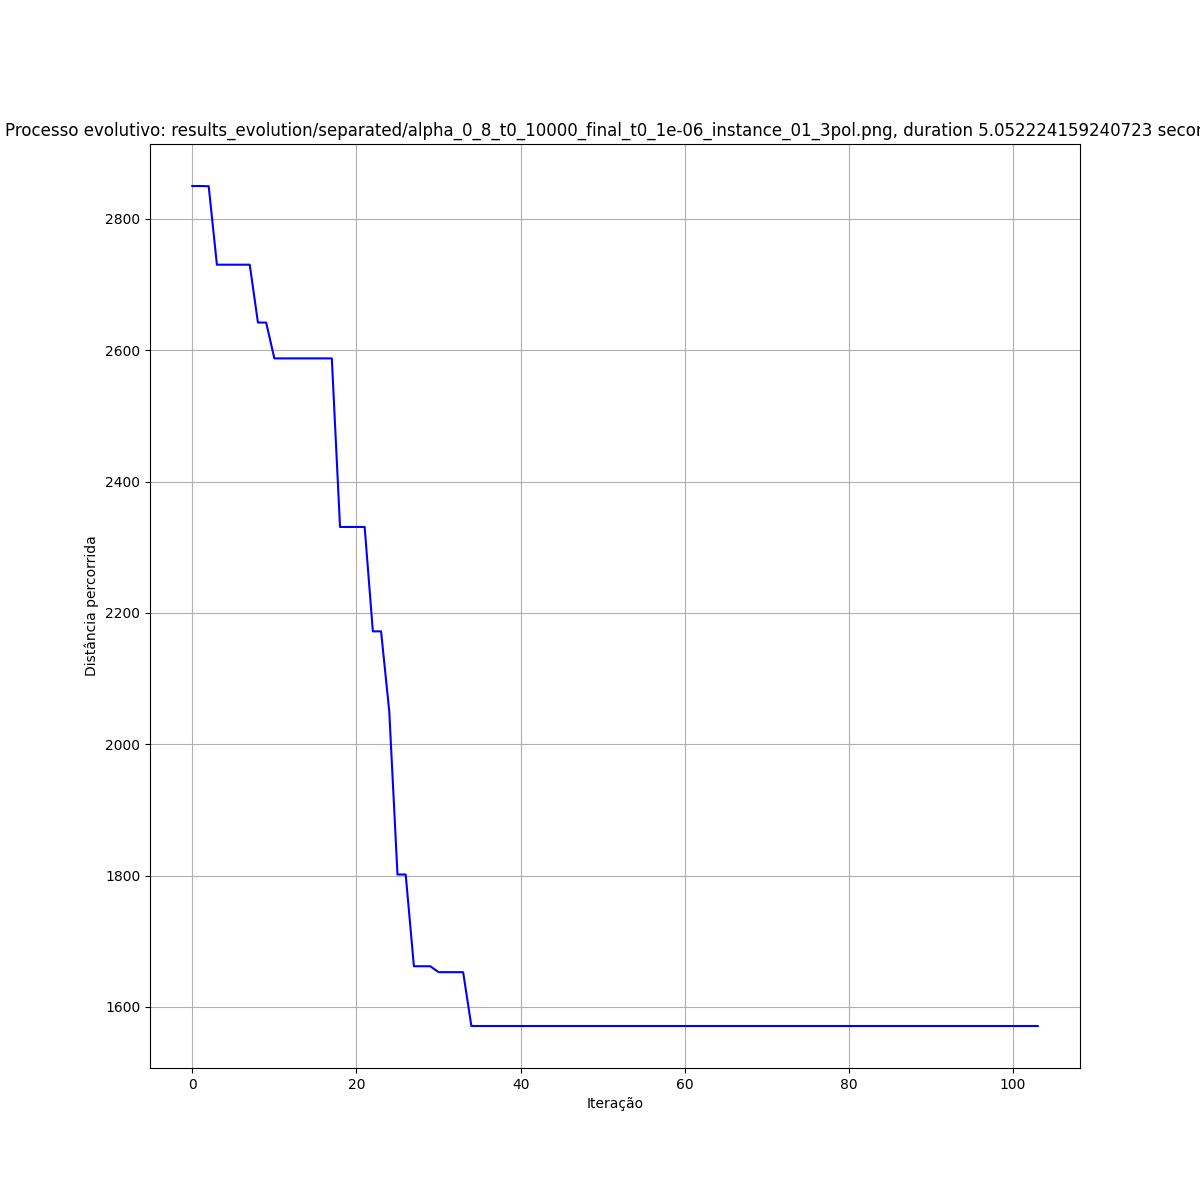 Processo evolutivo: results_evolution/separated/alpha_0_8_t0_10000_final_t0_1e-06_instance_01_3pol.png, duration 5.052224159240723
2800
2600
2400
2200
2000
1800
1600
Distância percorrida
0 20 40 60 80 100
Iteração